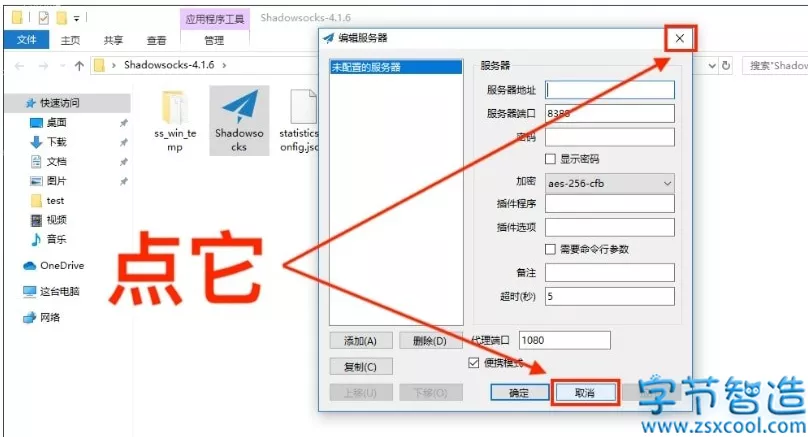 应用程序工具
Shadowsocks-4.1.6
文件
主页
共享
查看
管理
Shadowsocks-4.1.6
搜索"Shadow
快速访问
桌面
下载
文档
图片
test
视频
音乐
OneDrive
这台电脑
网络
ss_win_temp
Shadowsocks
statistics
onfig.jsc
编辑服务器
未配置的服务器
服务器
服务器地址
服务器端口
8388
密码
显示密码
加密
aes-256-cfb
插件程序
插件选项
需要命令行参数
备注
超时(秒)
5
添加(A)
删除(D)
代理端口
1080
复制(C)
便携模式
上移(U)
下移(O)
确定
取消
点它
字节智造
www.zsxcool.com